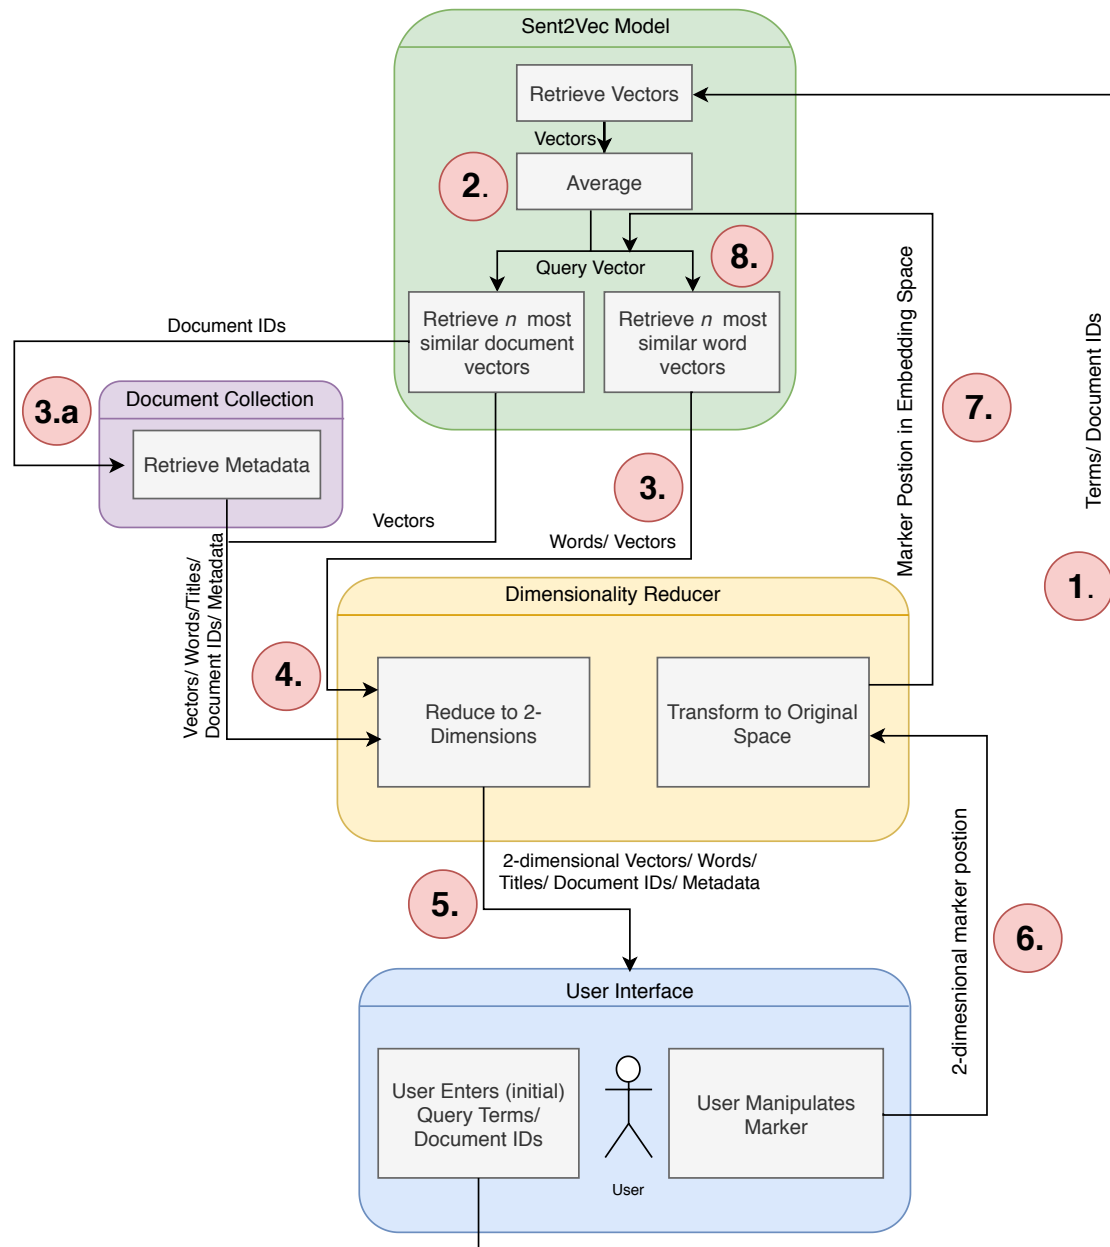 Sent2Vec Model
Retrieve Vectors
Vectors
2.
Average
8.
Query Vector
Retrieve n most
similar document
vectors
Retrieve n most
similar word
vectors
Document IDs
3.a
Document Collection
Retrieve Metadata
Vectors
3.
Words/ Vectors
7.
Marker Postion in Embedding Space
Terms/ Document IDs
1.
Vectors/ Words/Titles/
Document IDs/ Metadata
Dimensionality Reducer
4.
Reduce to 2-
Dimensions
Transform to Original
Space
2-dimensional Vectors/ Words/
Titles/ Document IDs/ Metadata
5.
6.
2-dimesnional marker postion
User Interface
User Enters (initial)
Query Terms/
Document IDs
User
User Manipulates
Marker